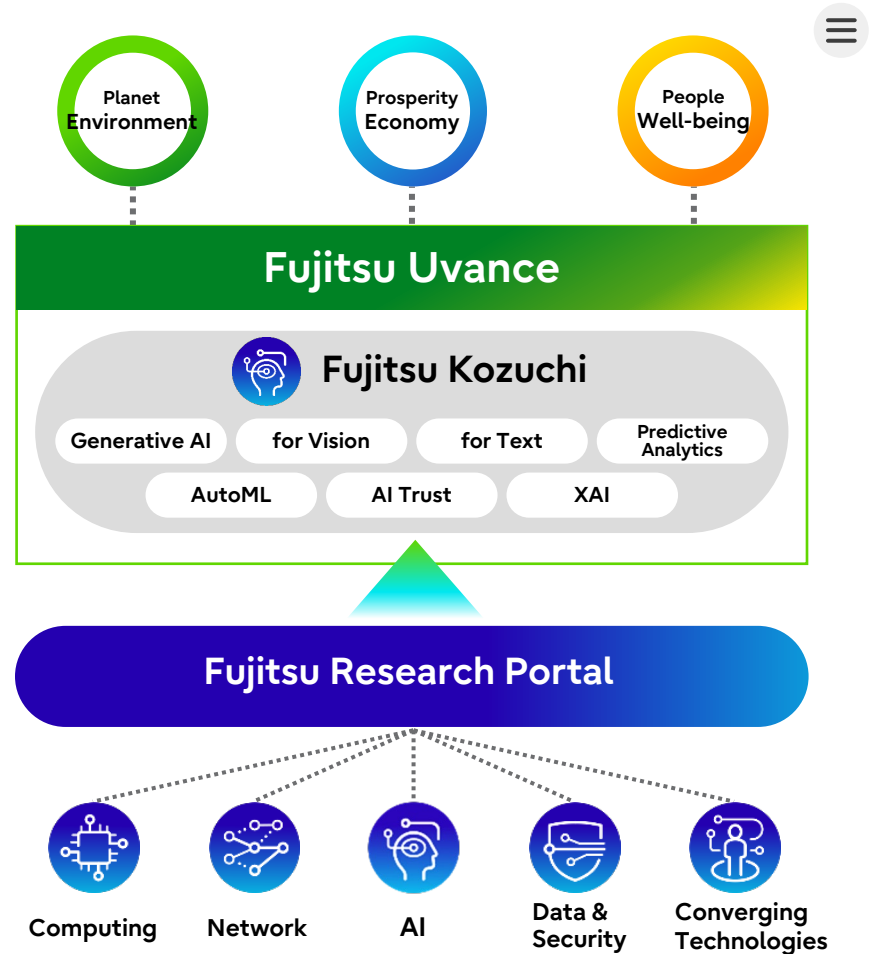 Planet
Environment
Prosperity
Economy
People
Well-being
Fujitsu Uvance
Fujitsu Kozuchi
Generative AI
for Vision
for Text
Predictive
Analytics
AutoML
AI Trust
XAI
Fujitsu Research Portal
Computing
Network
AI
Data &
Security
Converging
Technologies